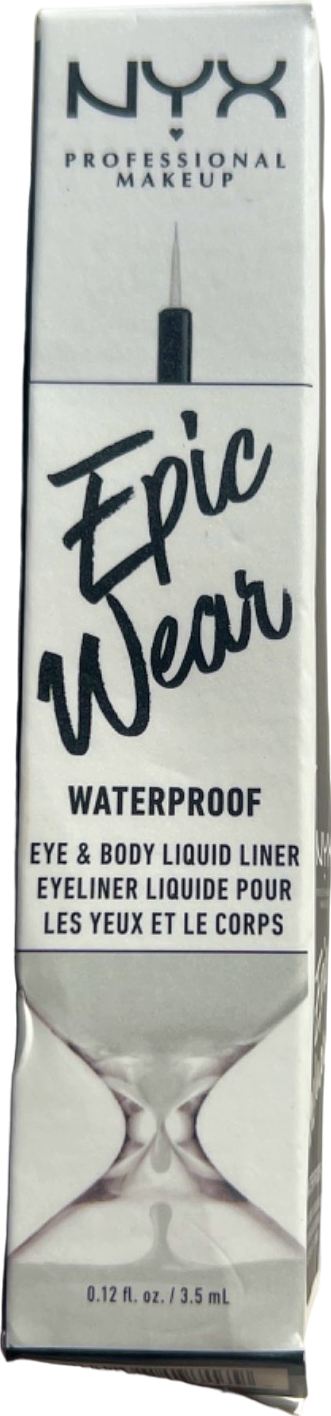 NYX
PROFESSIONAL
MAKEUP
Epic
Wear
WATERPROOF
EYE & BODY LIQUID LINER
EYELINER LIQUIDE POUR
LES YEUX ET LE CORPS
0.12 fl. oz. / 3.5 mL